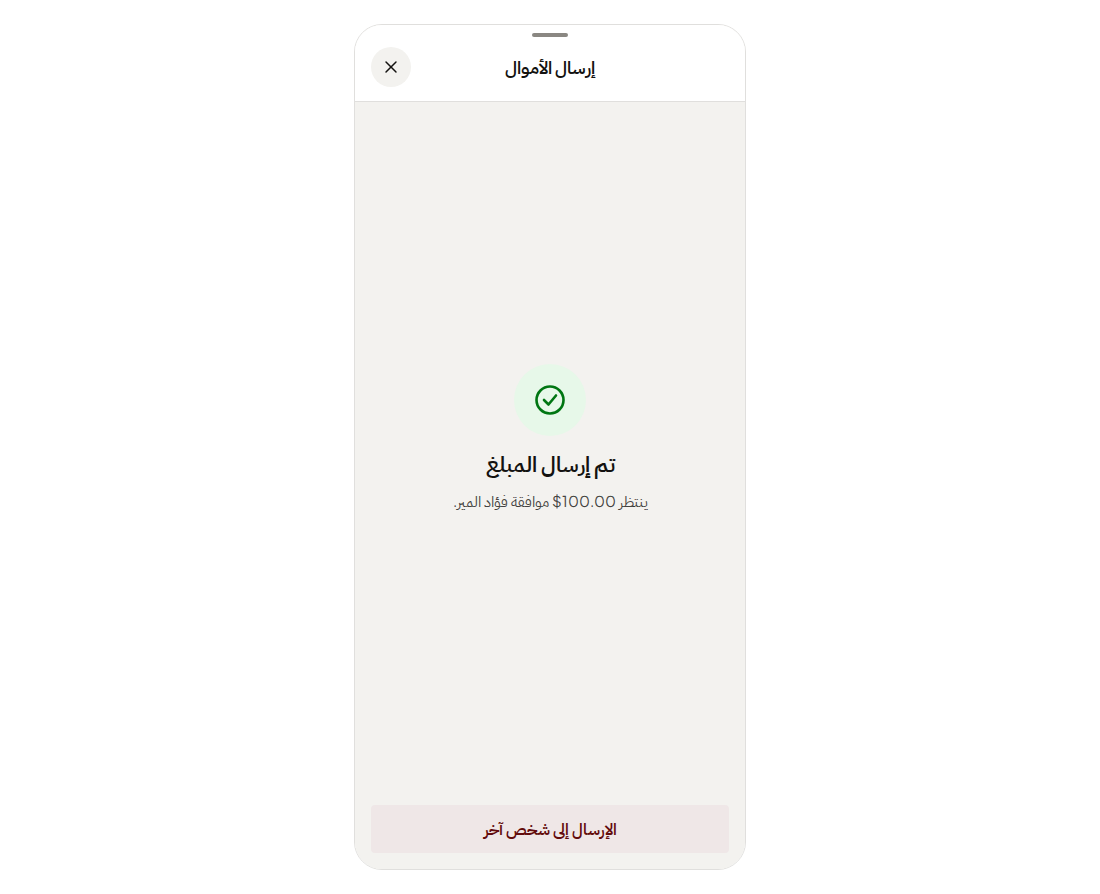 إرسال الأموال
تم إرسال المبلغ
ينتظر 100.00$ موافقة فؤاد المير.
الإرسال إلى شخص آخر